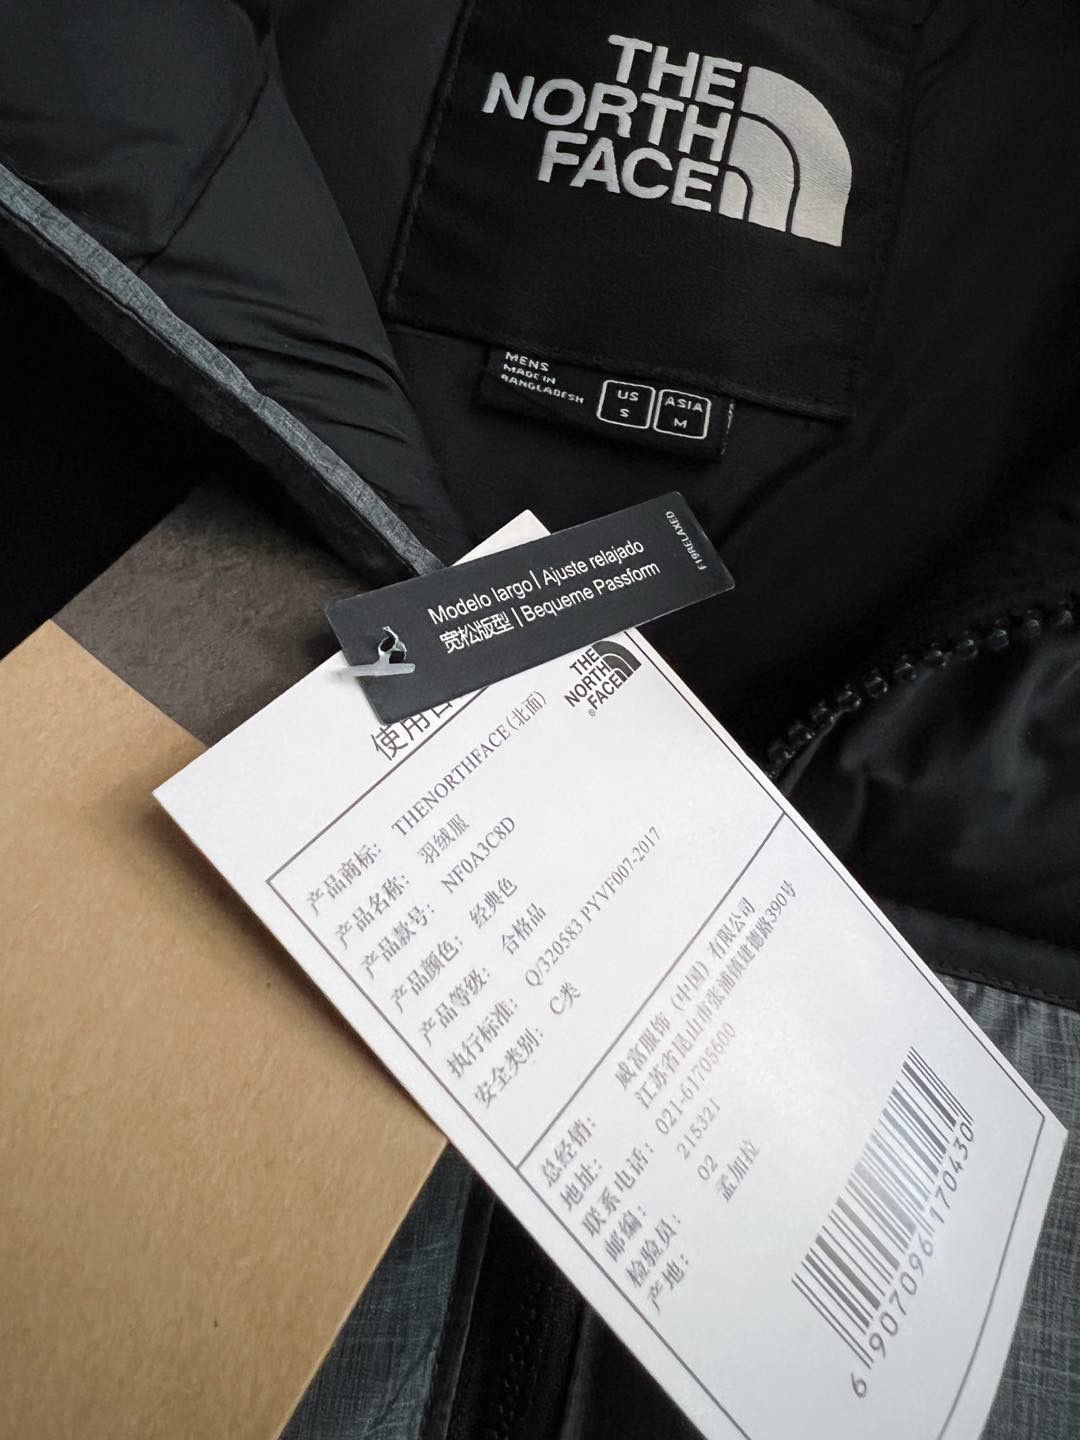 THE
NORTH
FACE
MENS
MADE IN
BANGLADESH
US
S
ASIA
M
F19RELAXED
Modelo largo | Ajuste relajado
宽松版型 | Bequeme Passform
THE
NORTH
FACE
®
使用
产品商标: THENORTHFACE(北面)
产品名称: 羽绒服
产品款号: NF0A3C8D
产品颜色: 经典色
产品等级: 合格品
执行标准: Q/320583 PYVF007-2017
安全类别: C类
总经销: 威富服饰(中国)有限公司
地址: 江苏省昆山市张浦镇建德路390号
联系电话: 021-61705600
邮编: 215321
检验员: 02
产地: 孟加拉
6 907096 170430